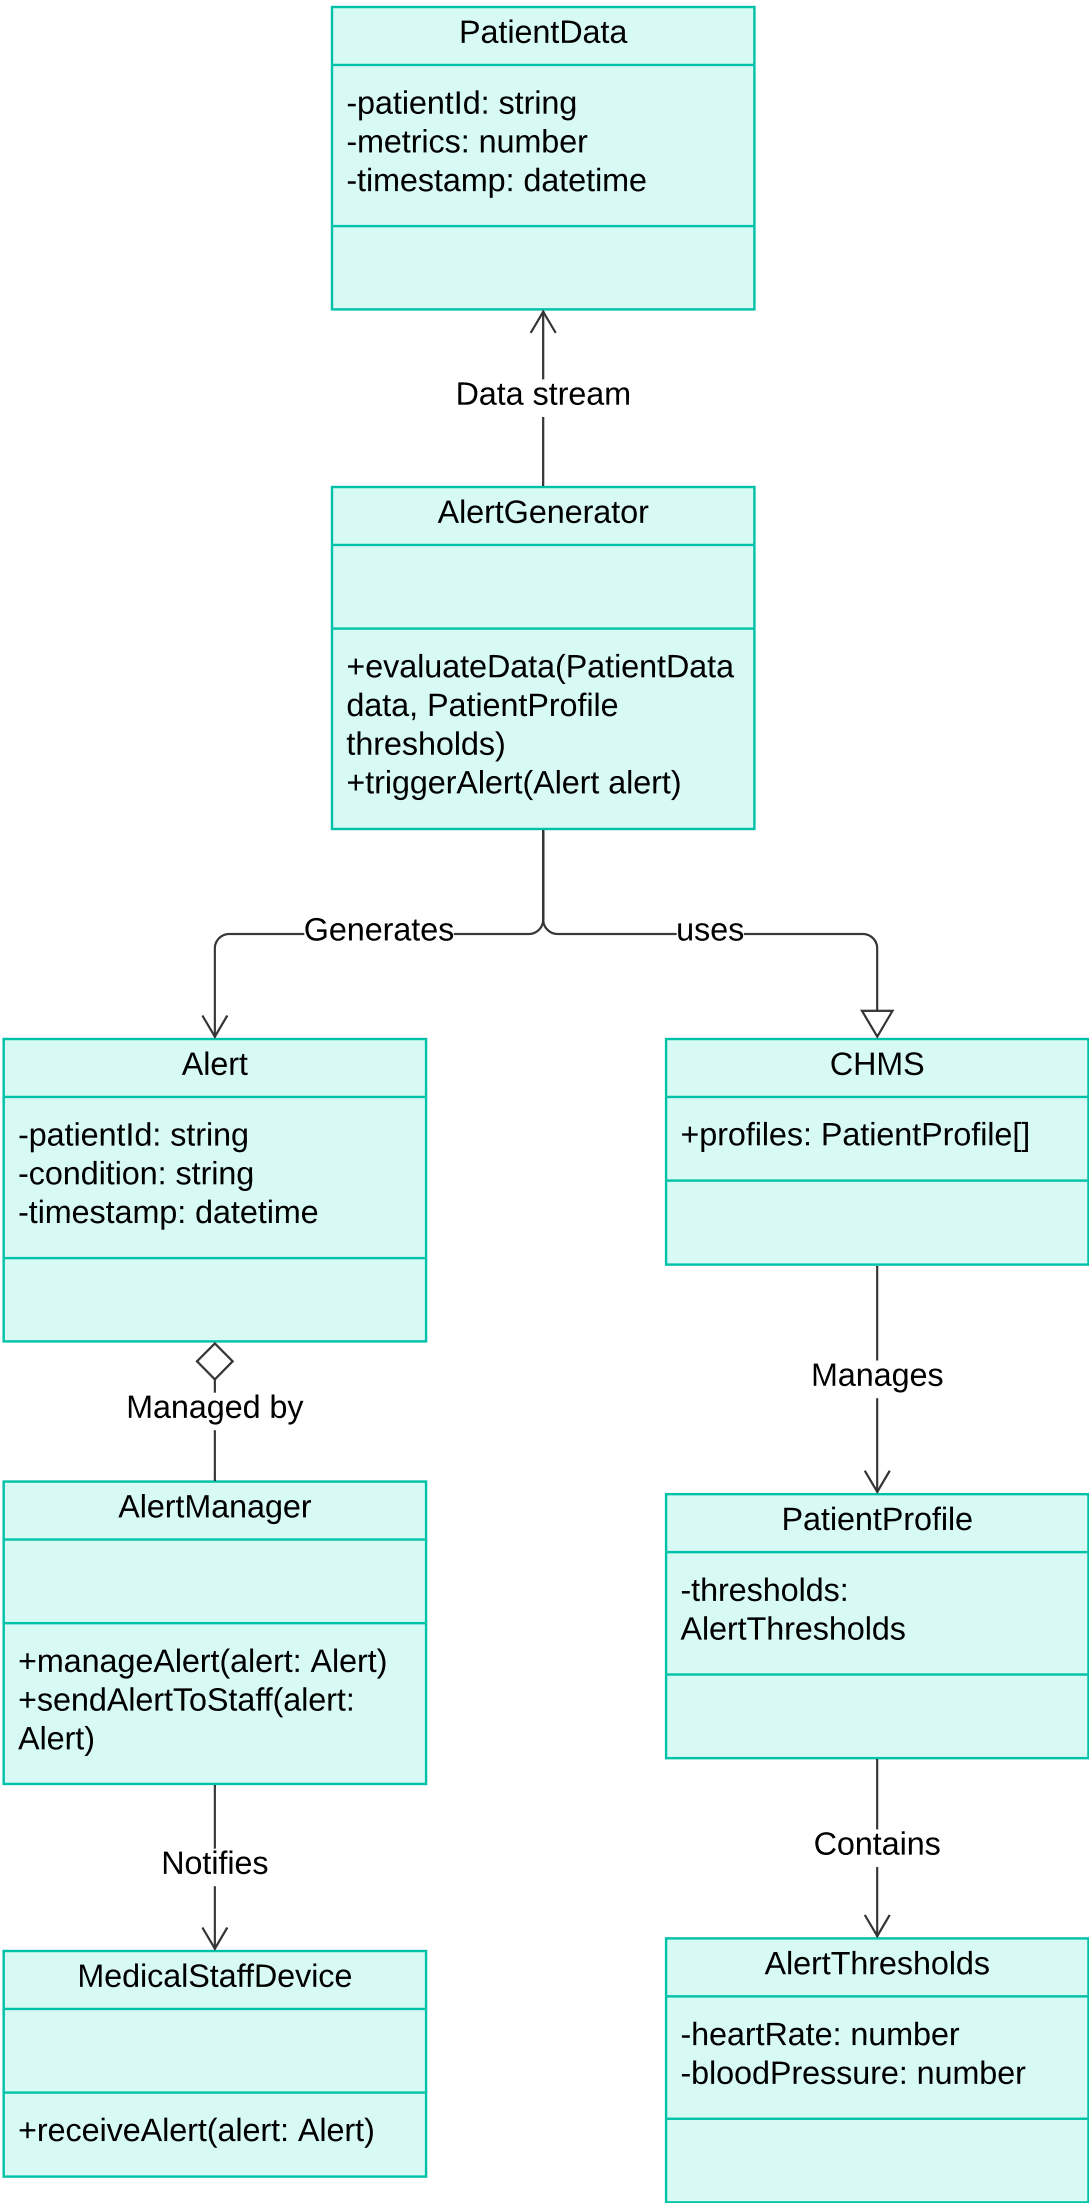 PatientData
-patientId: string
-metrics: number
-timestamp: datetime
Data stream
AlertGenerator
+evaluateData(PatientData
data, PatientProfile
thresholds)
+triggerAlert(Alert alert)
Generates
uses
Alert
-patientId: string
-condition: string
-timestamp: datetime
CHMS
+profiles: PatientProfile[]
Managed by
Manages
AlertManager
+manageAlert(alert: Alert)
+sendAlertToStaff(alert:
Alert)
PatientProfile
-thresholds:
AlertThresholds
Notifies
Contains
MedicalStaffDevice
+receiveAlert(alert: Alert)
AlertThresholds
-heartRate: number
-bloodPressure: number